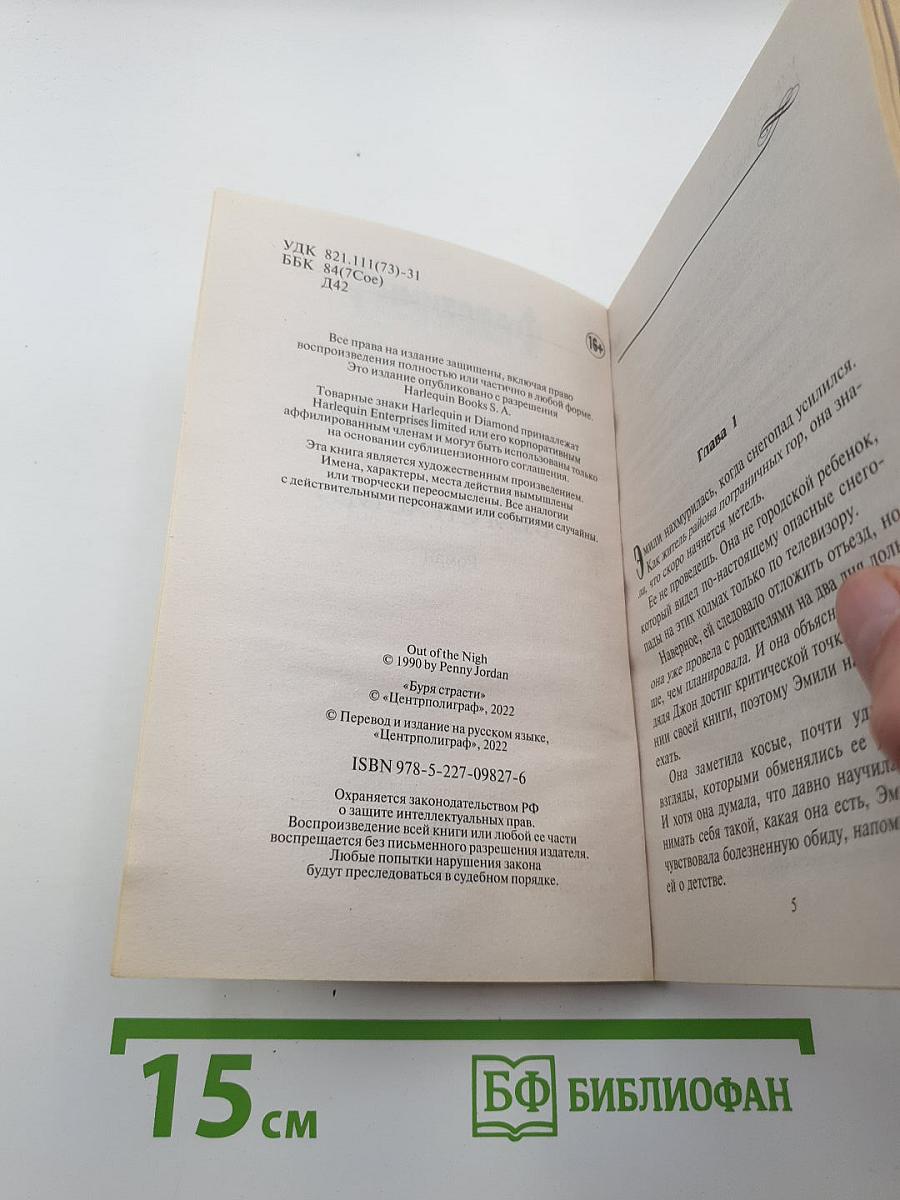 УДК 821.111(73)-31
ББК 84(7Сое)
Д42
16+
Все права на издание защищены, включая право
воспроизведения полностью или частично в любой форме.
Это издание опубликовано с разрешения
Harlequin Books S. A.
Товарные знаки Harlequin и Diamond принадлежат
Harlequin Enterprises limited или его корпоративным
аффилированным членам и могут быть использованы только
на основании сублицензионного соглашения.
Эта книга является художественным произведением.
Имена, характеры, места действия вымышлены
или творчески переосмыслены. Все аналогии
с действительными персонажами или событиями случайны.
Out of the Nigh
© 1990 by Penny Jordan
«Буря страсти»
© «Центрполиграф», 2022
© Перевод и издание на русском языке,
«Центрполиграф», 2022
ISBN 978-5-227-09827-6
Охраняется законодательством РФ
о защите интеллектуальных прав.
Воспроизведение всей книги или любой ее части
воспрещается без письменного разрешения издателя.
Любые попытки нарушения закона
будут преследоваться в судебном порядке.
Глава 1
Эмили нахмурилась, когда снегопад усилился.
Как житель района пограничных гор, она зна-
ла, что скоро начнется метель.
Ее не проведешь. Она не городской ребенок,
который видел по-настоящему опасные снего-
пады на этих холмах только по телевизору.
Наверное, ей следовало отложить отъезд, но
она уже провела с родителями на два дня доль
ше, чем планировала. И она объясн
дядя Джон достиг критической точк
нии своей книги, поэтому Эмили на
ехать.
Она заметила косые, почти уд
взгляды, которыми обменялись ее
И хотя она думала, что давно научила
нимать себя такой, какая она есть, Эм
чувствовала болезненную обиду, напом
ей о детстве.
5
15 см
БФ БИБЛИОФАН